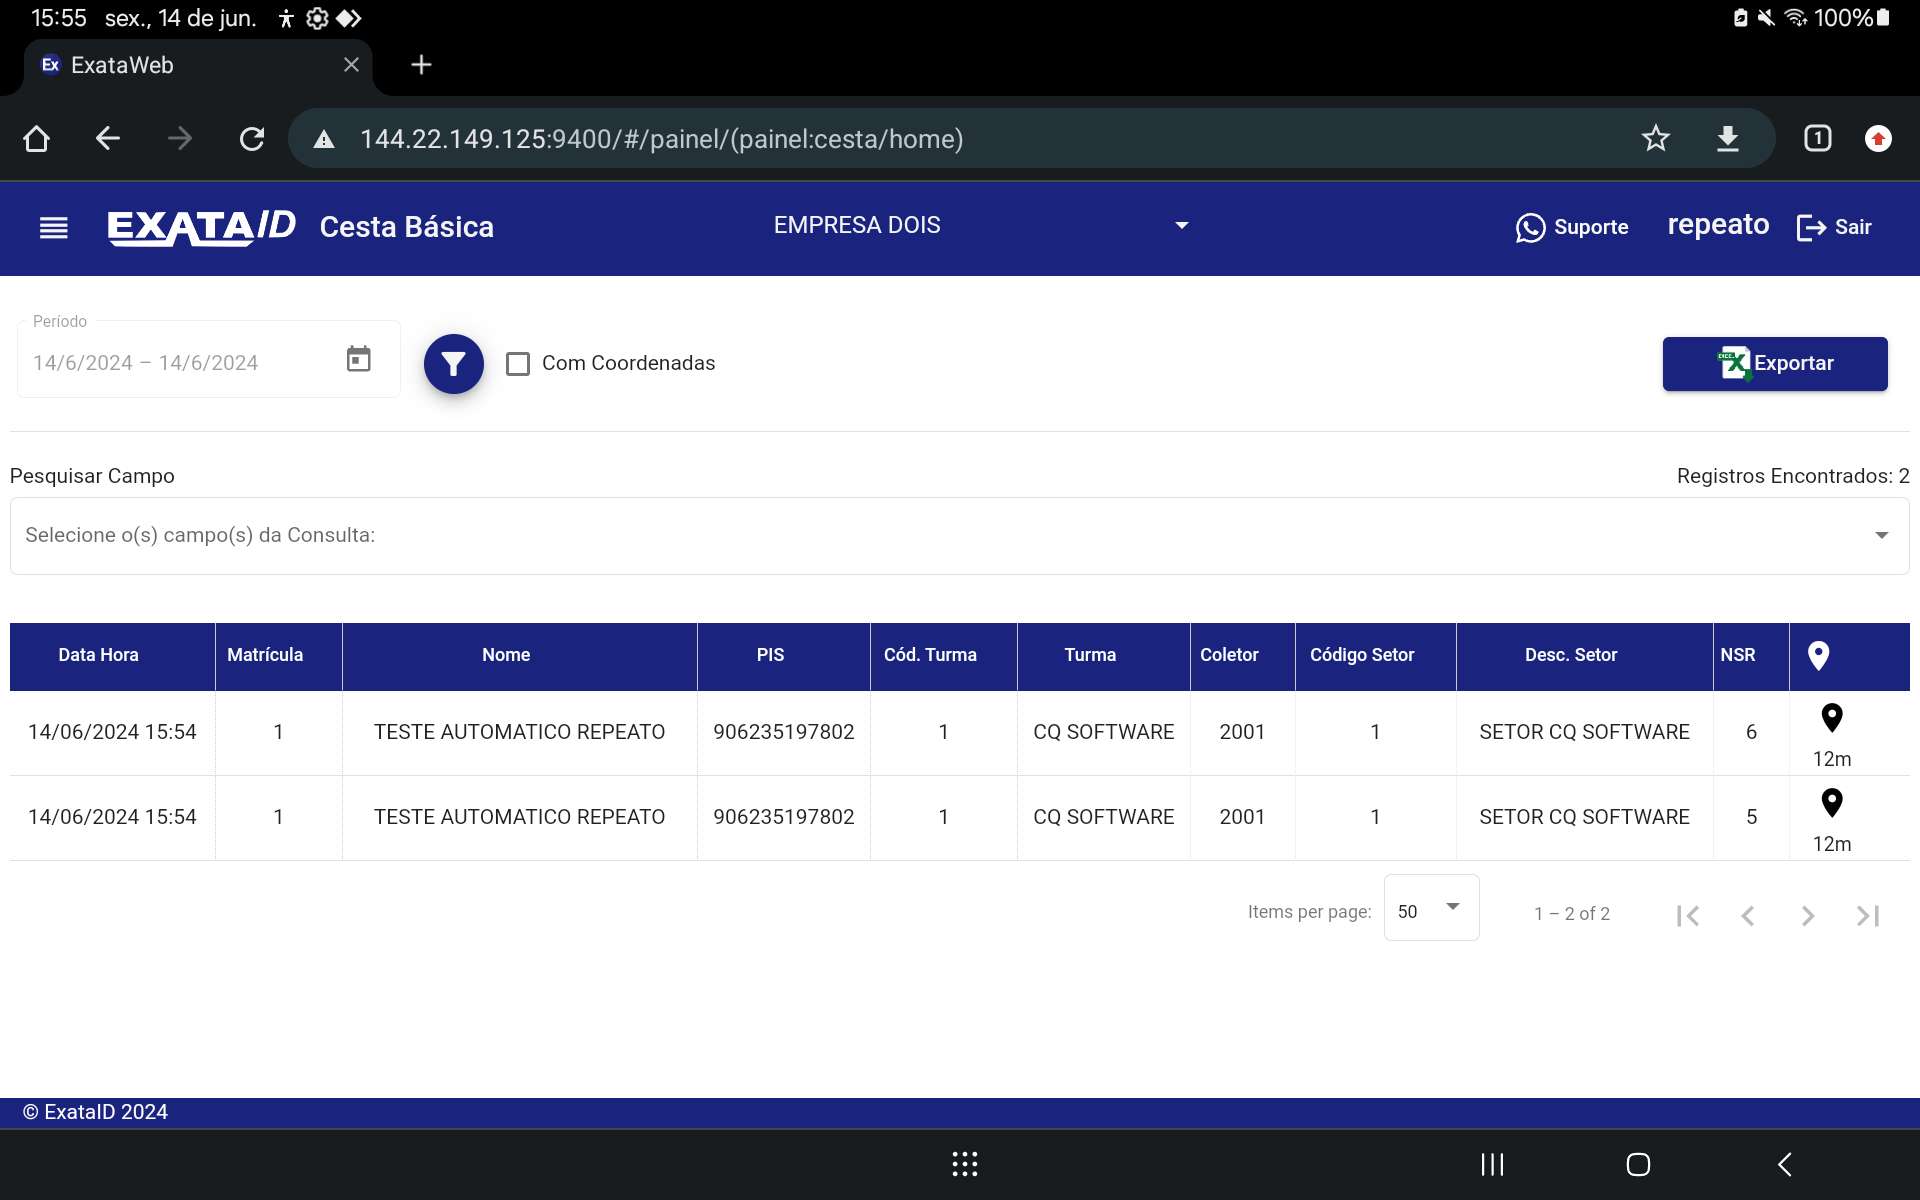 15:55 sex., 14 de jun. 100%
Ex ExataWeb
144.22.149.125:9400/#/painel/(painel:cesta/home) 1
EXATAID Cesta Básica EMPRESA DOIS Suporte repeato Sair
Período
14/6/2024 – 14/6/2024 Com Coordenadas Exportar
Pesquisar Campo Registros Encontrados: 2
Selecione o(s) campo(s) da Consulta:
Data Hora Matrícula Nome PIS Cód. Turma Turma Coletor Código Setor Desc. Setor NSR
14/06/2024 15:54 1 TESTE AUTOMATICO REPEATO 906235197802 1 CQ SOFTWARE 2001 1 SETOR CQ SOFTWARE 6
12m
14/06/2024 15:54 1 TESTE AUTOMATICO REPEATO 906235197802 1 CQ SOFTWARE 2001 1 SETOR CQ SOFTWARE 5
12m
Items per page: 50 1 – 2 of 2
© ExataID 2024